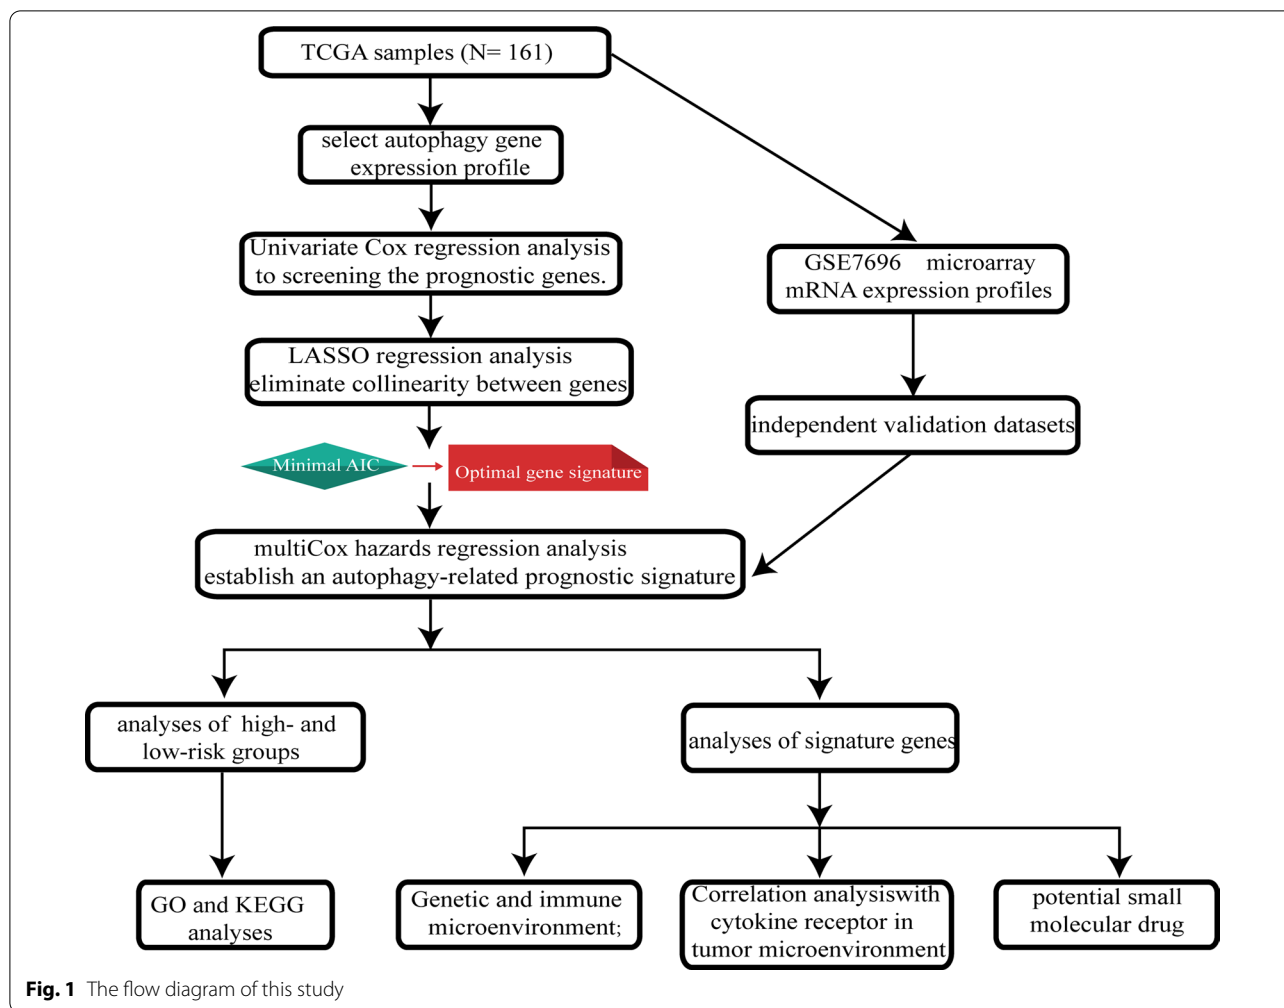 TCGA samples (N= 161)
select autophagy gene
expression profile
Univariate Cox regression analysis
to screening the prognostic genes.
GSE7696 microarray
mRNA expression profiles
LASSO regression analysis
eliminate collinearity between genes
independent validation datasets
Minimal AIC
Optimal gene signature
multiCox hazards regression analysis
establish an autophagy-related prognostic signature
analyses of high- and
low-risk groups
analyses of signature genes
GO and KEGG
analyses
Genetic and immune
microenvironment;
Correlation analysiswith
cytokine receptor in
tumor microenvironment
potential small
molecular drug
Fig. 1 The flow diagram of this study